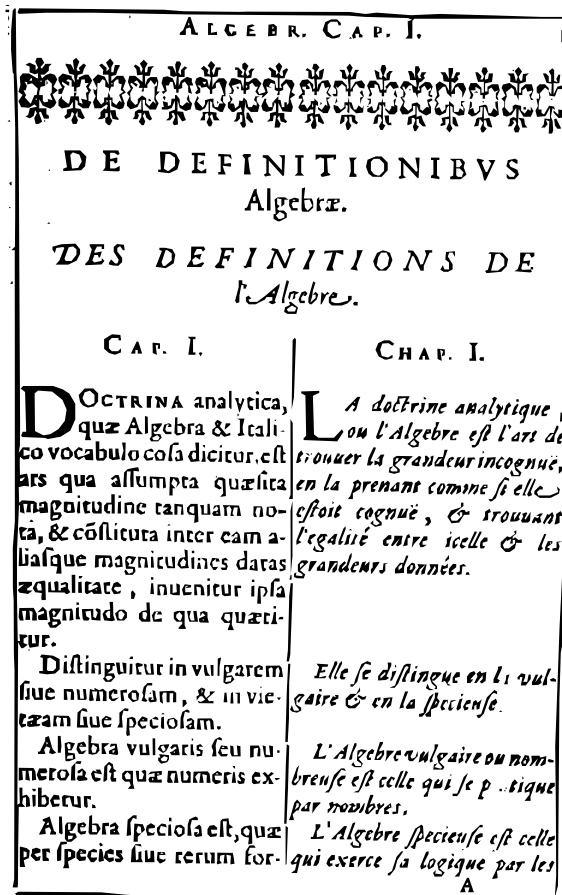 ALGEBR. CAP. I.
DE DEFINITIONIBVS
Algebræ.
DES DEFINITIONS DE
l'Algebre.
CAP. I.
DOCTRINA analytica,
quæ Algebra & Itali-
co vocabulo coſa dicitur, eſt
ars qua aſſumpta quæſita
magnitudine tanquam no-
ta, & cõſtituta inter eam a-
liaſque magnitudines datas
æqualitate, inuenitur ipſa
magnitudo de qua quæri-
tur.
Diſtinguitur in vulgarem
ſiue numeroſam, & in vie-
tæam ſiue ſpecioſam.
Algebra vulgaris ſeu nu-
meroſa eſt quæ numeris ex-
hibetur.
Algebra ſpecioſa eſt, quæ
per ſpecies ſiue rerum for-
CHAP. I.
LA doctrine analytique,
ou l'Algebre eſt l'art de
trouuer la grandeur incognuë,
en la prenant comme ſi elle
eſtoit cognuë, & trouuant
l'egalité entre icelle & les
grandeurs données.
Elle ſe diſtingue en la vul-
gaire & en la ſpecieuſe.
L'Algebre vulgaire ou nom-
breuſe eſt celle qui ſe
par nombres.
L'Algebre ſpecieuſe eſt celle
qui exerce ſa logique par les
A